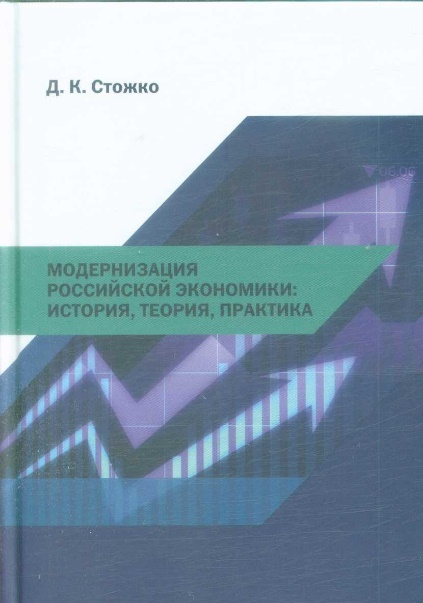 Д. К. Стожко
МОДЕРНИЗАЦИЯ
РОССИЙСКОЙ ЭКОНОМИКИ:
ИСТОРИЯ, ТЕОРИЯ, ПРАКТИКА